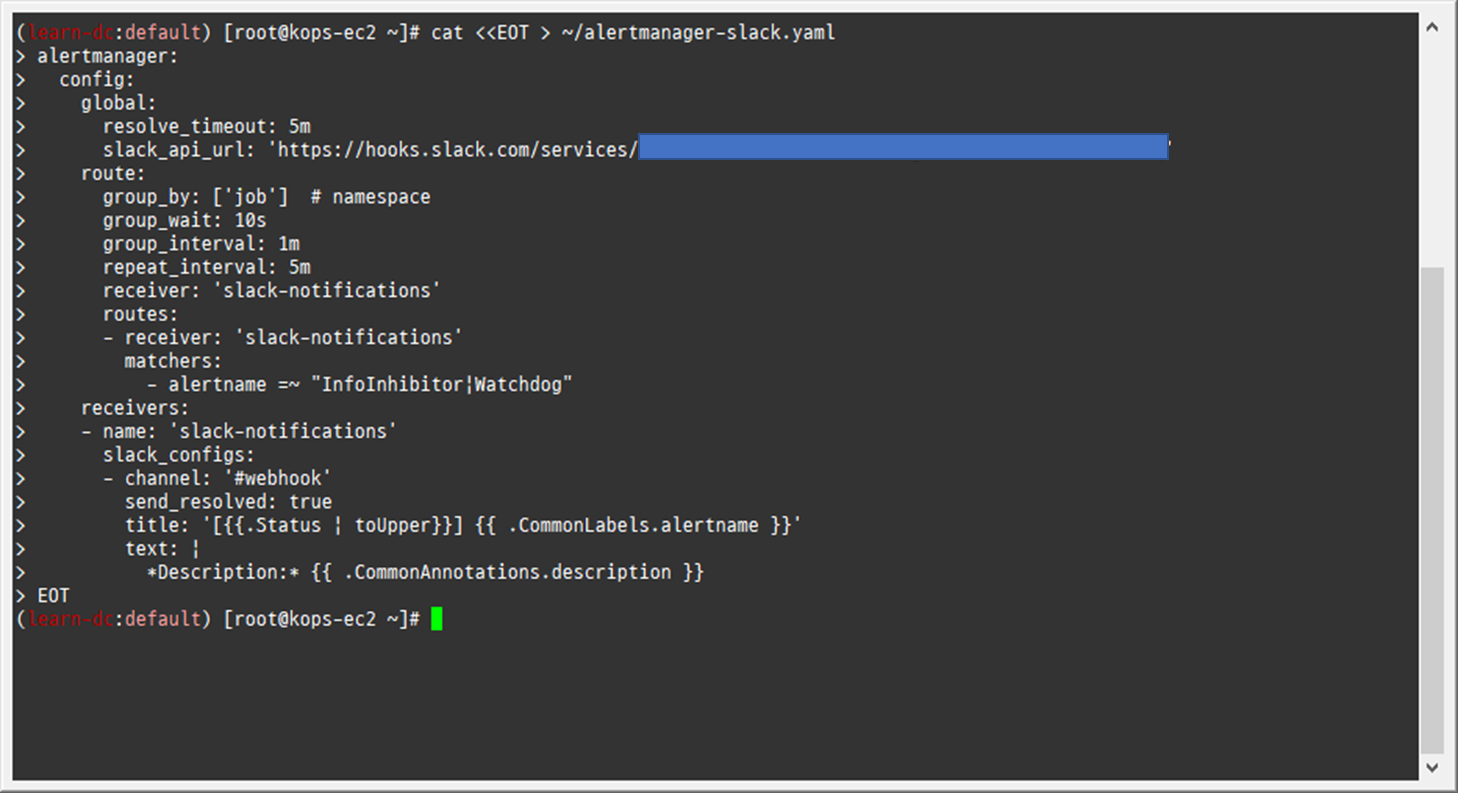 (learn-dc:default) [root@kops-ec2 ~]# cat <<EOT > ~/alertmanager-slack.yaml
> alertmanager:
>   config:
>     global:
>       resolve_timeout: 5m
>       slack_api_url: 'https://hooks.slack.com/services/'
>     route:
>       group_by: ['job']  # namespace
>       group_wait: 10s
>       group_interval: 1m
>       repeat_interval: 5m
>       receiver: 'slack-notifications'
>       routes:
>       - receiver: 'slack-notifications'
>         matchers:
>           - alertname =~ "InfoInhibitor|Watchdog"
>     receivers:
>     - name: 'slack-notifications'
>       slack_configs:
>       - channel: '#webhook'
>         send_resolved: true
>         title: '[{{.Status | toUpper}}] {{ .CommonLabels.alertname }}'
>         text: |
>           *Description:* {{ .CommonAnnotations.description }}
> EOT
(learn-dc:default) [root@kops-ec2 ~]#